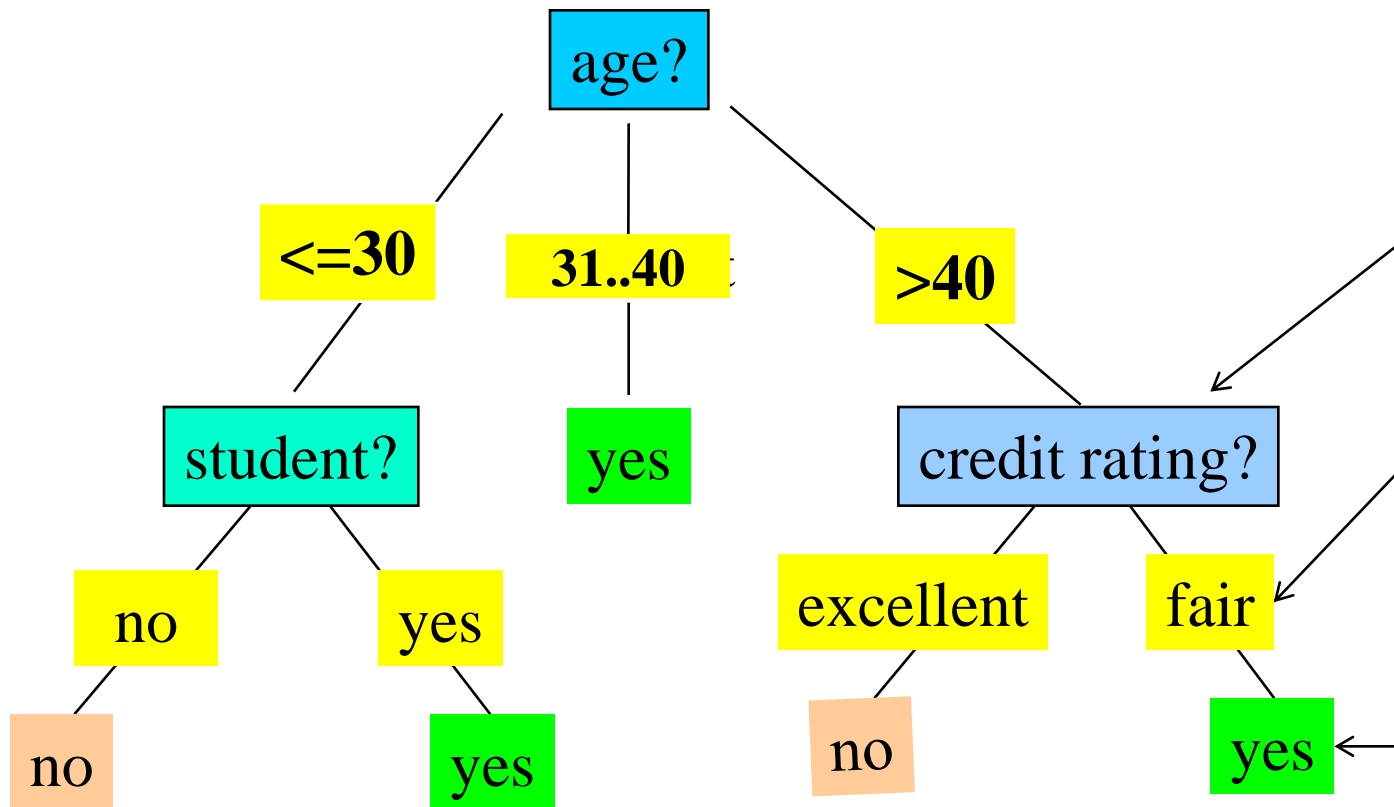 age?
<=30
31..40
>40
student?
yes
credit rating?
no
yes
excellent
fair
no
yes
no
yes